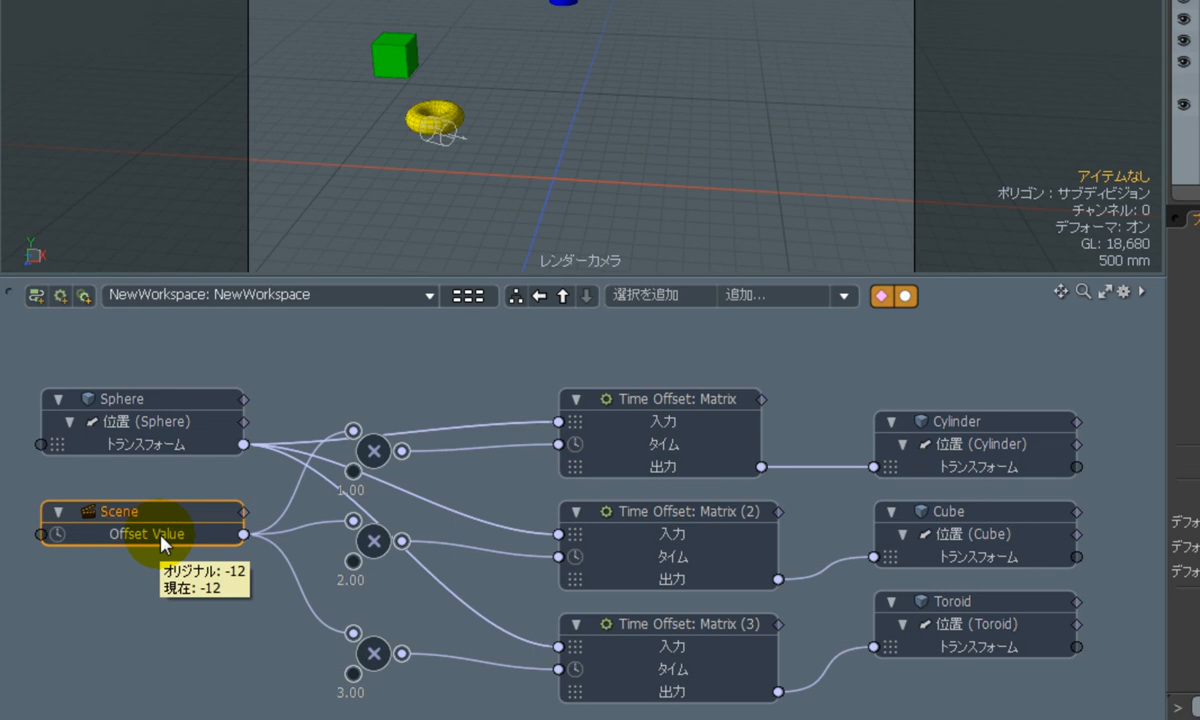 アイテムなし
ポリゴン : サブディビジョン
チャンネル: 0
デフォーマ: オン
GL: 18,680
500 mm
Y
X
レンダーカメラ
NewWorkspace: NewWorkspace
選択を追加
追加...
Sphere
位置 (Sphere)
トランスフォーム
Scene
Offset Value
オリジナル: -12
現在: -12
1.00
2.00
3.00
Time Offset: Matrix
入力
タイム
出力
Time Offset: Matrix (2)
入力
タイム
出力
Time Offset: Matrix (3)
入力
タイム
出力
Cylinder
位置 (Cylinder)
トランスフォーム
Cube
位置 (Cube)
トランスフォーム
Toroid
位置 (Toroid)
トランスフォーム
デフォ
デフォ
デフォ